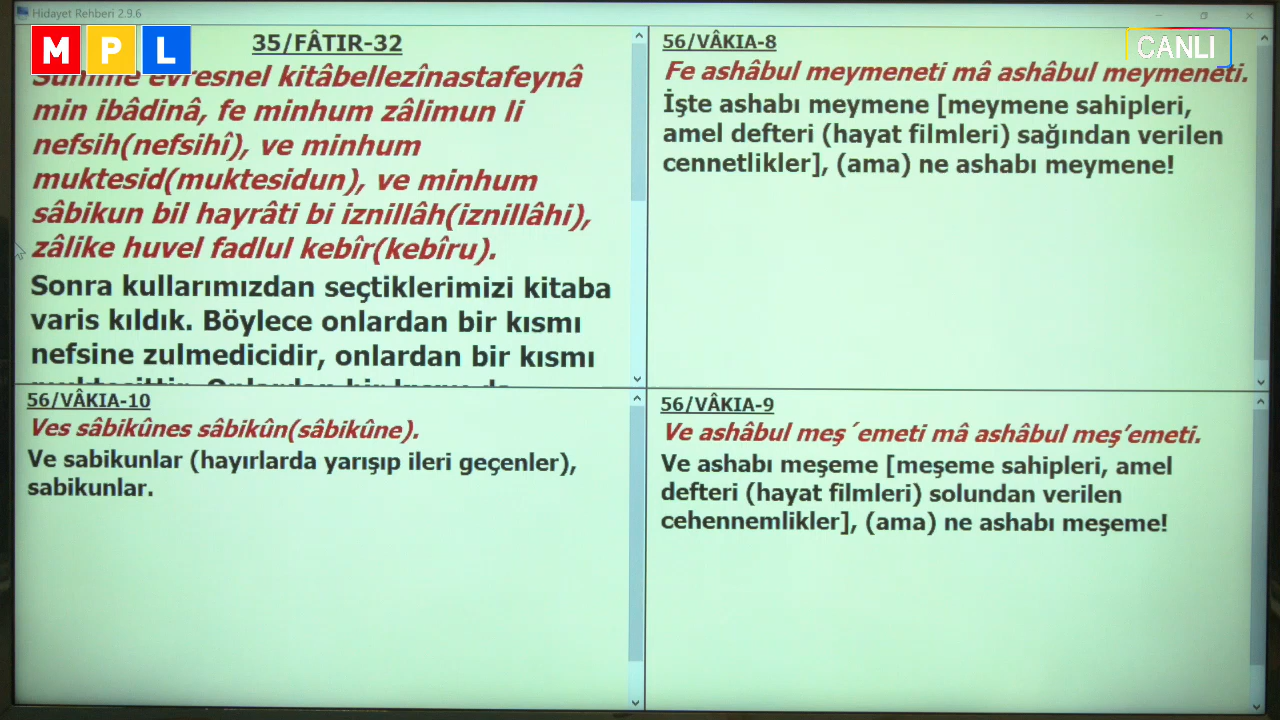 Hidayet Rehberi 2.9.6
M P L
CANLI
35/FÂTIR-32
Summe evresnel kitâbellezînastafeynâ
min ibâdinâ, fe minhum zâlimun li
nefsih(nefsihî), ve minhum
muktesid(muktesidun), ve minhum
sâbikun bil hayrâti bi iznillâh(iznillâhi),
zâlike huvel fadlul kebîr(kebîru).
Sonra kullarımızdan seçtiklerimizi kitaba
varis kıldık. Böylece onlardan bir kısmı
nefsine zulmedicidir, onlardan bir kısmı
56/VÂKIA-8
Fe ashâbul meymeneti mâ ashâbul meymeneti.
İşte ashabı meymene [meymene sahipleri,
amel defteri (hayat filmleri) sağından verilen
cennetlikler], (ama) ne ashabı meymene!
56/VÂKIA-10
Ves sâbikûnes sâbikûn(sâbikûne).
Ve sabikunlar (hayırlarda yarışıp ileri geçenler),
sabikunlar.
56/VÂKIA-9
Ve ashâbul meş´emeti mâ ashâbul meş’emeti.
Ve ashabı meşeme [meşeme sahipleri, amel
defteri (hayat filmleri) solundan verilen
cehennemlikler], (ama) ne ashabı meşeme!